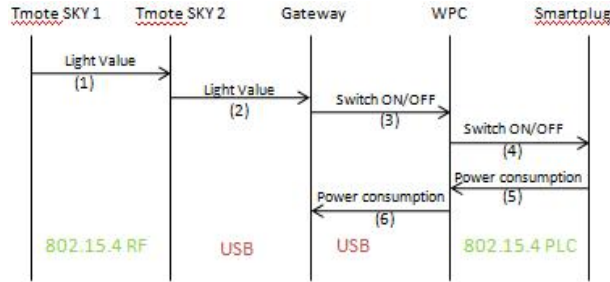 Tmote SKY 1 Tmote SKY 2 Gateway WPC Smartplug
Light Value
(1)
Light Value
(2)
Switch ON/OFF
(3)
Switch ON/OFF
(4)
Power consumption
(5)
Power consumption
(6)
802.15.4 RF USB USB 802.15.4 PLC